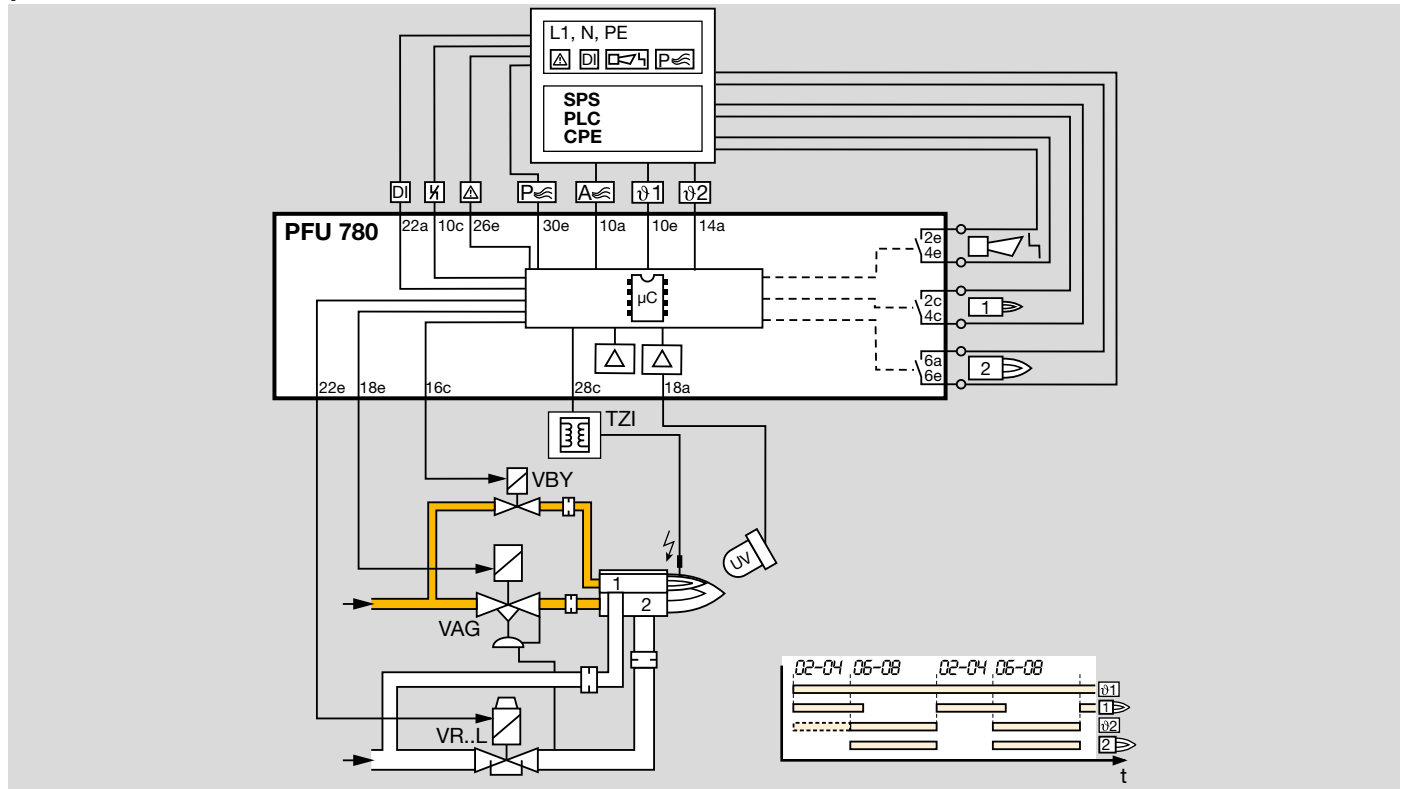 L1, N, PE
DI
P
SPS
PLC
CPE
DI
P
A
ϑ1
ϑ2
PFU 780
22a
10c
26e
30e
10a
10e
14a
2e
4e
µC
2c
4c
1
6a
6e
2
22e
18e
16c
28c
18a
TZI
VBY
UV
1
2
VAG
VR..L
02-04 06-08 02-04 06-08
ϑ1
1
ϑ2
2
t